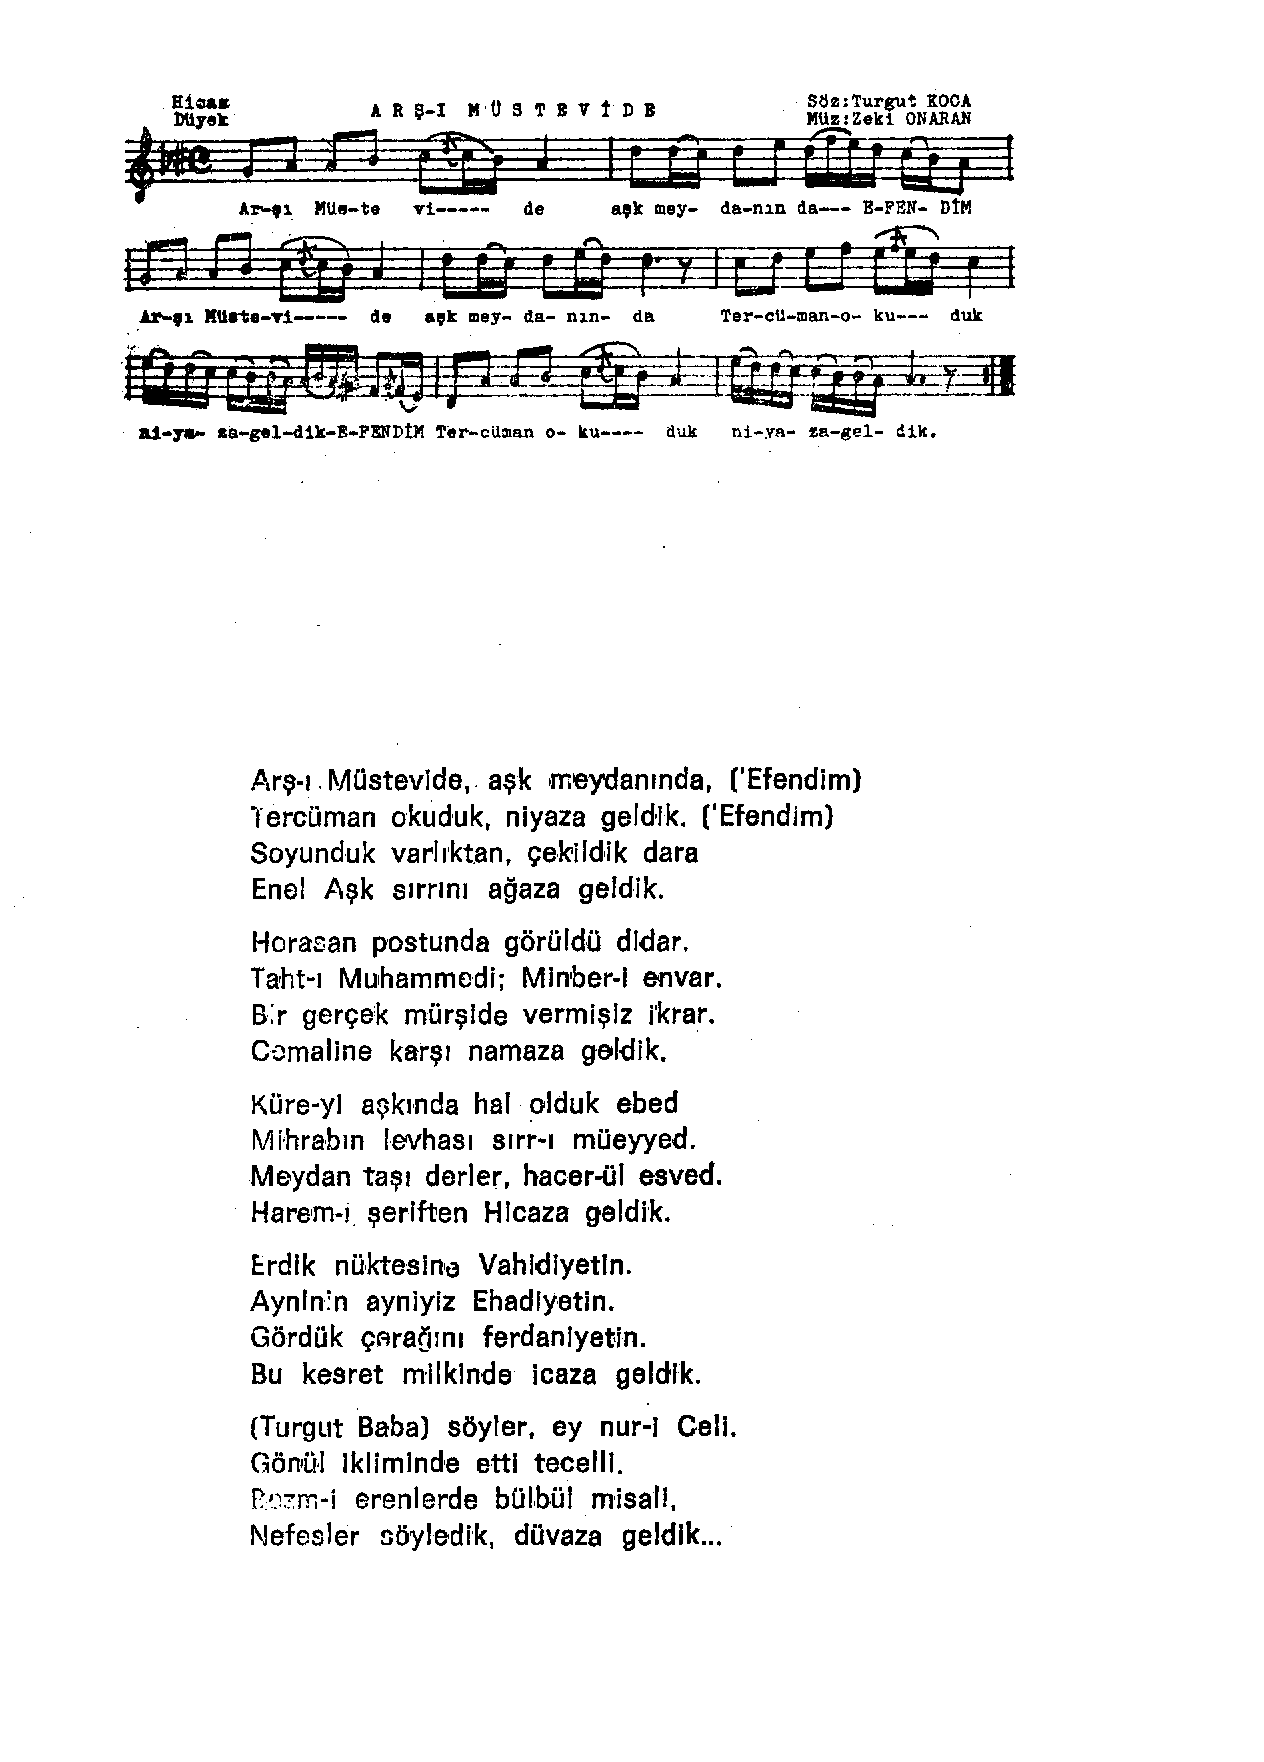 Hicaz
Düyek
ARŞ-I MÜSTEVİDE
Söz:Turgut KOCA
Müz:Zeki ONARAN
Ar-şı Müs-te vi----- de aşk mey- da-nın da--- E-FEN- DİM
Ar-şı Müste-vi----- de aşk mey- da- nın- da Ter-cü-man-o- ku--- duk
ni-ya- za-gel-dik-E-FENDİM Ter-cüman o- ku---- duk ni-ya- za-gel- dik.
Arş-ı Müstevide, aşk meydanında, ('Efendim)
Tercüman okuduk, niyaza geldik. ('Efendim)
Soyunduk varlıktan, çekildik dara
Enel Aşk sırrını ağaza geldik.
Horasan postunda görüldü didar.
Taht-ı Muhammedi; Minber-i envar.
Bir gerçek mürşide vermişiz ikrar.
Cemaline karşı namaza geldik.
Küre-yi aşkında hal olduk ebed
Mihrabın levhası sırr-ı müeyyed.
Meydan taşı derler, hacer-ül esved.
Harem-i şeriften Hicaza geldik.
Erdik nüktesine Vahidiyetin.
Ayninin ayniyiz Ehadiyetin.
Gördük çerağını ferdaniyetin.
Bu kesret milkinde icaza geldik.
(Turgut Baba) söyler, ey nur-i Celi.
Gönül ikliminde etti tecelli.
Bezm-i erenlerde bülbül misali,
Nefesler söyledik, düvaza geldik...